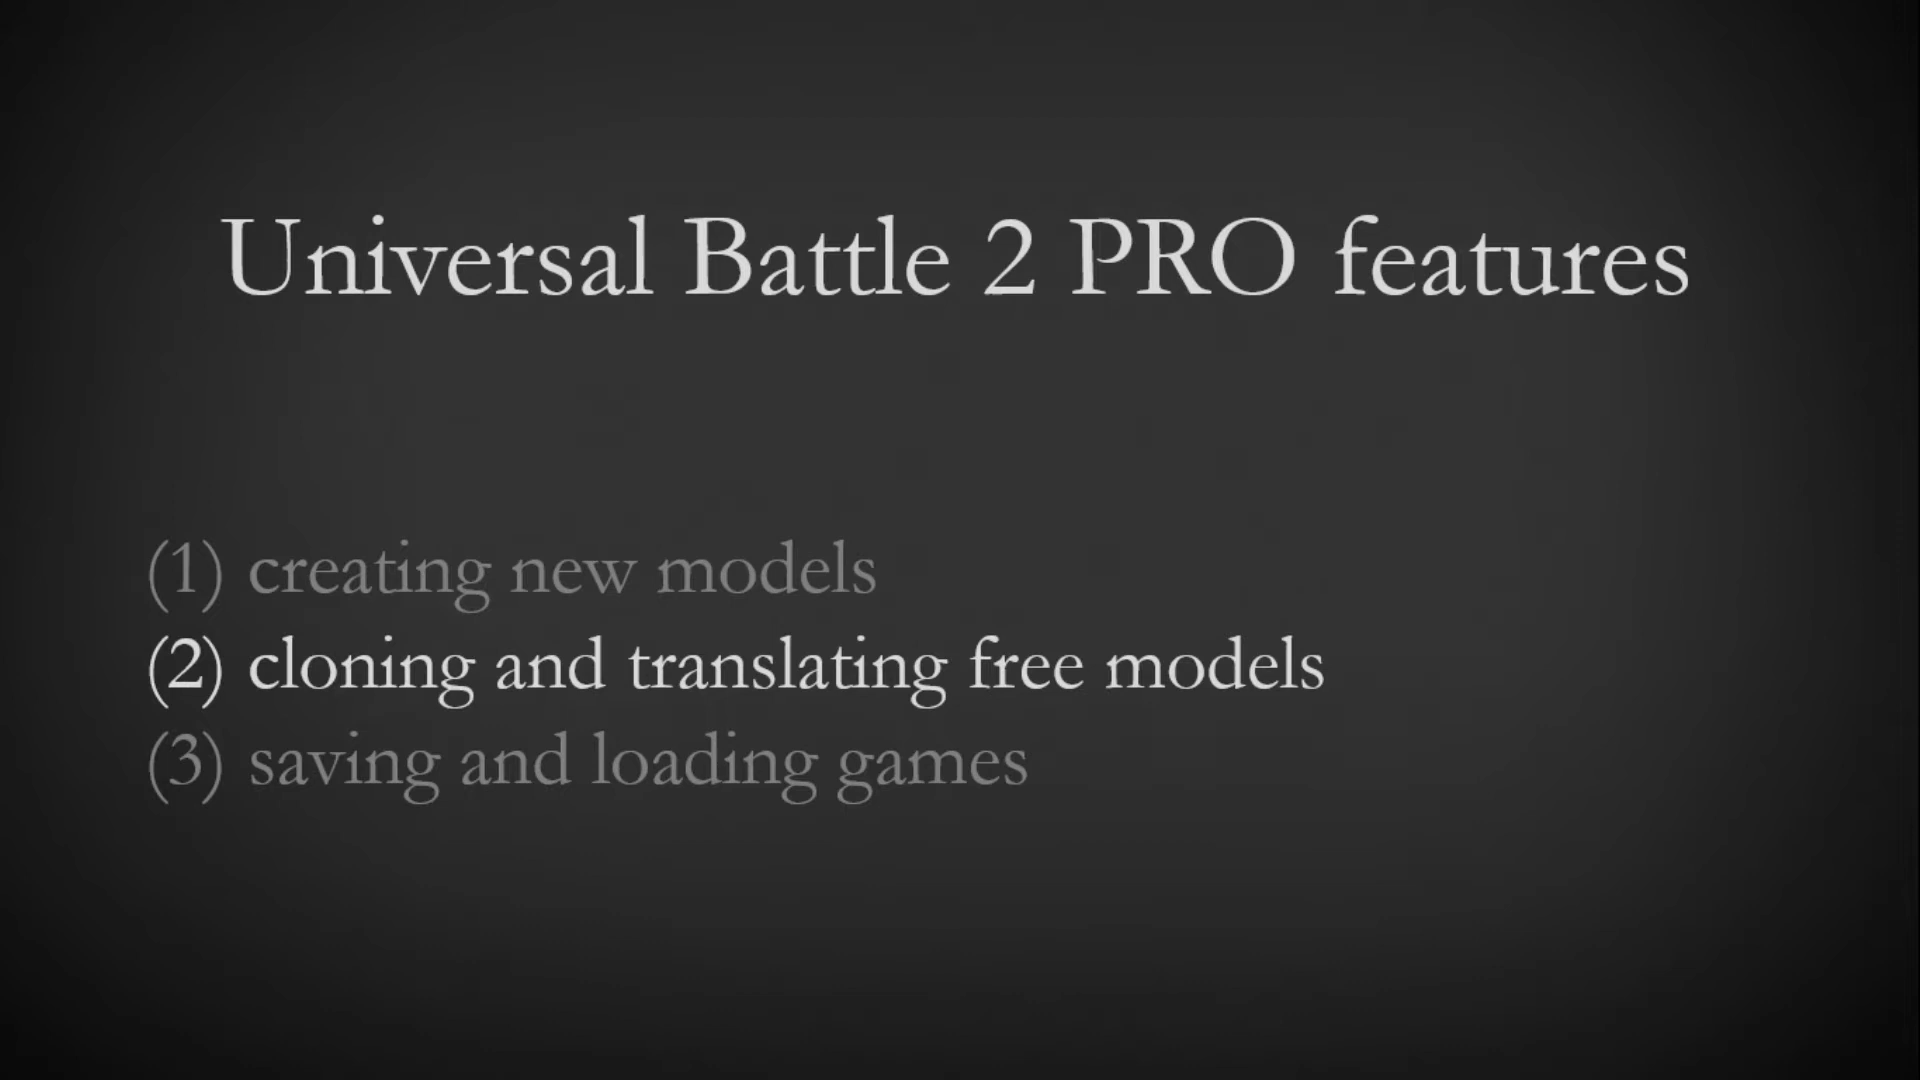 Universal Battle 2 PRO features
(1) creating new models
(2) cloning and translating free models
(3) saving and loading games